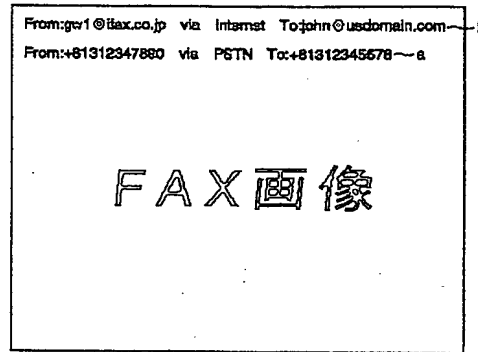 From:gw1@ifax.co.jp via Internet To:john@usdomain.com
From:+81312347890 via PSTN To:+81312345678 a
FAX画像